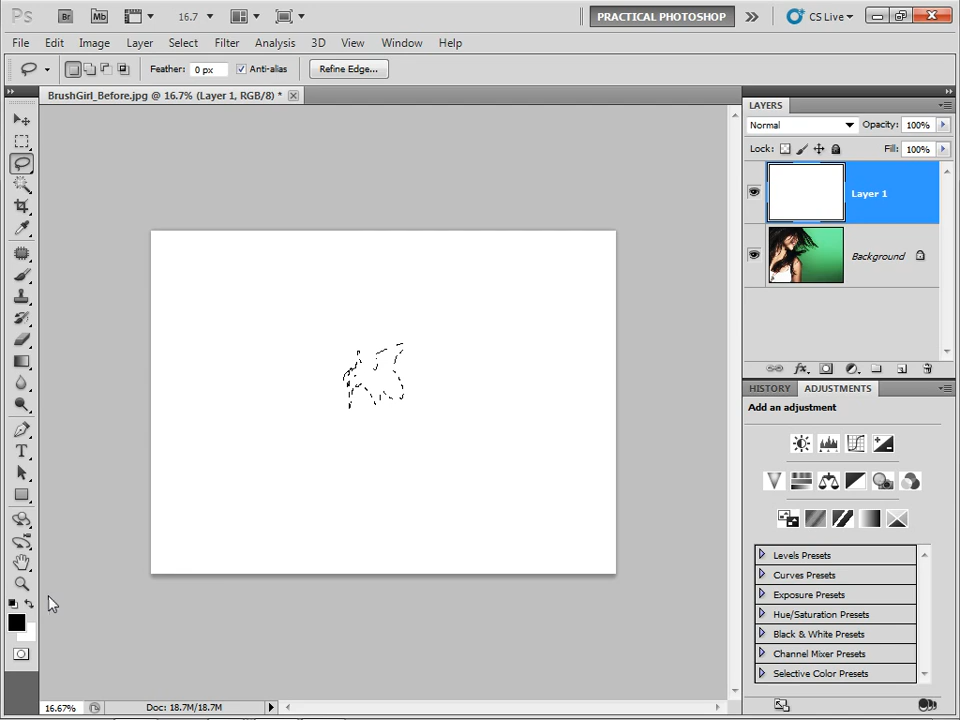 Ps Br Mb 16.7 PRACTICAL PHOTOSHOP CS Live
File Edit Image Layer Select Filter Analysis 3D View Window Help
Feather: 0 px Anti-alias Refine Edge...
BrushGirl_Before.jpg @ 16.7% (Layer 1, RGB/8) *
LAYERS
Normal Opacity: 100%
Lock: Fill: 100%
Layer 1
Background
HISTORY ADJUSTMENTS
Add an adjustment
Levels Presets
Curves Presets
Exposure Presets
Hue/Saturation Presets
Black & White Presets
Channel Mixer Presets
Selective Color Presets
16.67% Doc: 18.7M/18.7M